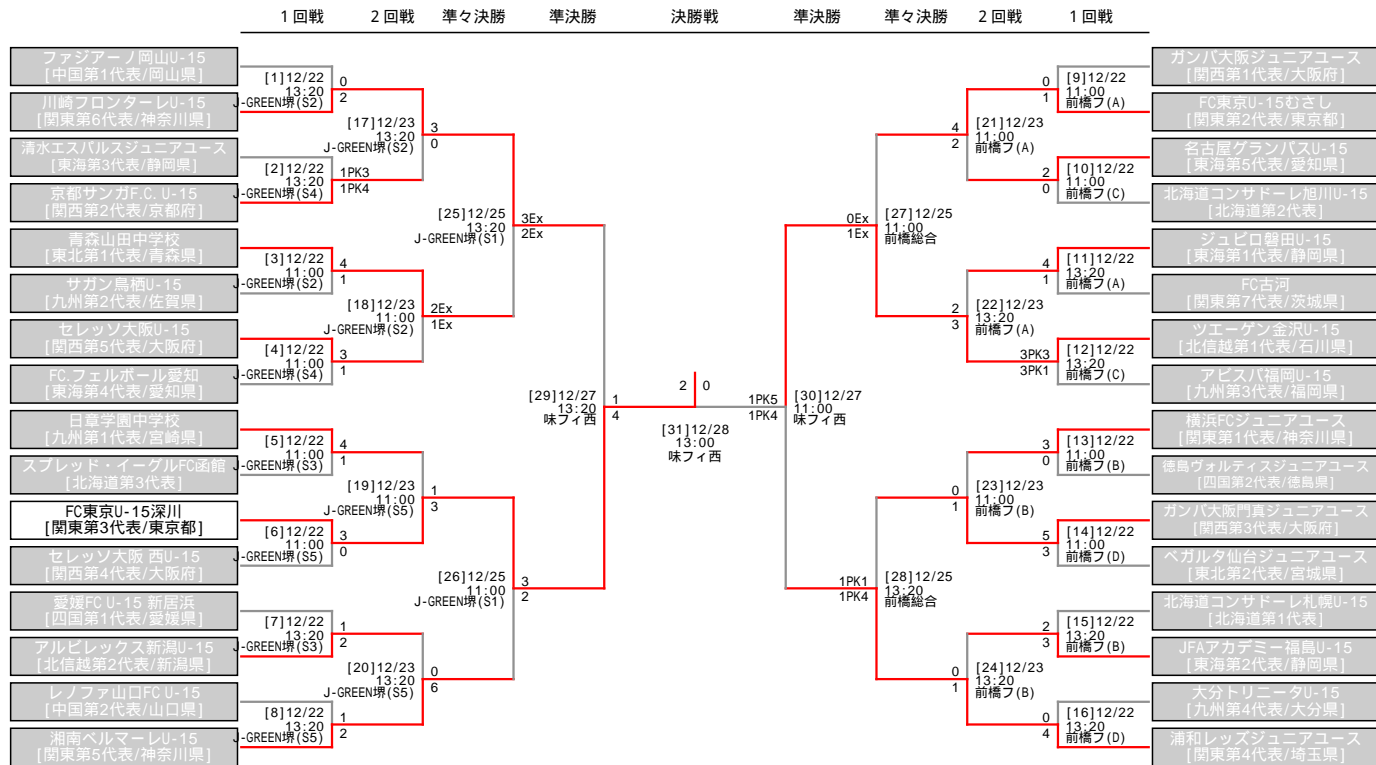 1回戦 2回戦 準々決勝 準決勝 決勝戦 準決勝 準々決勝 2回戦 1回戦
ファジアーノ岡山U-15
[中国第1代表/岡山県]
[1]12/22
13:20
J-GREEN堺(S2)
0
2
川崎フロンターレU-15
[関東第6代表/神奈川県]
[17]12/23
13:20
J-GREEN堺(S2)
3
0
清水エスパルスジュニアユース
[東海第3代表/静岡県]
[2]12/22
13:20
J-GREEN堺(S4)
1PK3
1PK4
京都サンガF.C. U-15
[関西第2代表/京都府]
[25]12/25
13:20
J-GREEN堺(S1)
3Ex
2Ex
青森山田中学校
[東北第1代表/青森県]
[3]12/22
11:00
J-GREEN堺(S2)
4
1
サガン鳥栖U-15
[九州第2代表/佐賀県]
[18]12/23
11:00
J-GREEN堺(S2)
2Ex
1Ex
セレッソ大阪U-15
[関西第5代表/大阪府]
[4]12/22
11:00
J-GREEN堺(S4)
3
1
FC.フェルボール愛知
[東海第4代表/愛知県]
[29]12/27
13:20
味フィ西
1
4
日章学園中学校
[九州第1代表/宮崎県]
[5]12/22
11:00
J-GREEN堺(S3)
4
1
スプレッド・イーグルFC函館
[北海道第3代表]
[19]12/23
11:00
J-GREEN堺(S5)
1
3
FC東京U-15深川
[関東第3代表/東京都]
[6]12/22
11:00
J-GREEN堺(S5)
3
0
セレッソ大阪 西U-15
[関西第4代表/大阪府]
[26]12/25
11:00
J-GREEN堺(S1)
3
2
愛媛FC U-15 新居浜
[四国第1代表/愛媛県]
[7]12/22
13:20
J-GREEN堺(S3)
1
2
アルビレックス新潟U-15
[北信越第2代表/新潟県]
[20]12/23
13:20
J-GREEN堺(S5)
0
6
レノファ山口FC U-15
[中国第2代表/山口県]
[8]12/22
13:20
J-GREEN堺(S5)
1
2
湘南ベルマーレU-15
[関東第5代表/神奈川県]
2 0
[31]12/28
13:00
味フィ西
ガンバ大阪ジュニアユース
[関西第1代表/大阪府]
0
1
[9]12/22
11:00
前橋フ(A)
FC東京U-15むさし
[関東第2代表/東京都]
4
2
[21]12/23
11:00
前橋フ(A)
名古屋グランパスU-15
[東海第5代表/愛知県]
2
0
[10]12/22
11:00
前橋フ(C)
北海道コンサドーレ旭川U-15
[北海道第2代表]
0Ex
1Ex
[27]12/25
11:00
前橋総合
ジュビロ磐田U-15
[東海第1代表/静岡県]
4
1
[11]12/22
13:20
前橋フ(A)
FC古河
[関東第7代表/茨城県]
2
3
[22]12/23
13:20
前橋フ(A)
ツエーゲン金沢U-15
[北信越第1代表/石川県]
3PK3
3PK1
[12]12/22
13:20
前橋フ(C)
アビスパ福岡U-15
[九州第3代表/福岡県]
1PK5
1PK4
[30]12/27
11:00
味フィ西
横浜FCジュニアユース
[関東第1代表/神奈川県]
3
0
[13]12/22
11:00
前橋フ(B)
徳島ヴォルティスジュニアユース
[四国第2代表/徳島県]
0
1
[23]12/23
11:00
前橋フ(B)
ガンバ大阪門真ジュニアユース
[関西第3代表/大阪府]
5
3
[14]12/22
11:00
前橋フ(D)
ベガルタ仙台ジュニアユース
[東北第2代表/宮城県]
1PK1
1PK4
[28]12/25
13:20
前橋総合
北海道コンサドーレ札幌U-15
[北海道第1代表]
2
3
[15]12/22
13:20
前橋フ(B)
JFAアカデミー福島U-15
[東海第2代表/静岡県]
0
1
[24]12/23
13:20
前橋フ(B)
大分トリニータU-15
[九州第4代表/大分県]
0
4
[16]12/22
13:20
前橋フ(D)
浦和レッズジュニアユース
[関東第4代表/埼玉県]